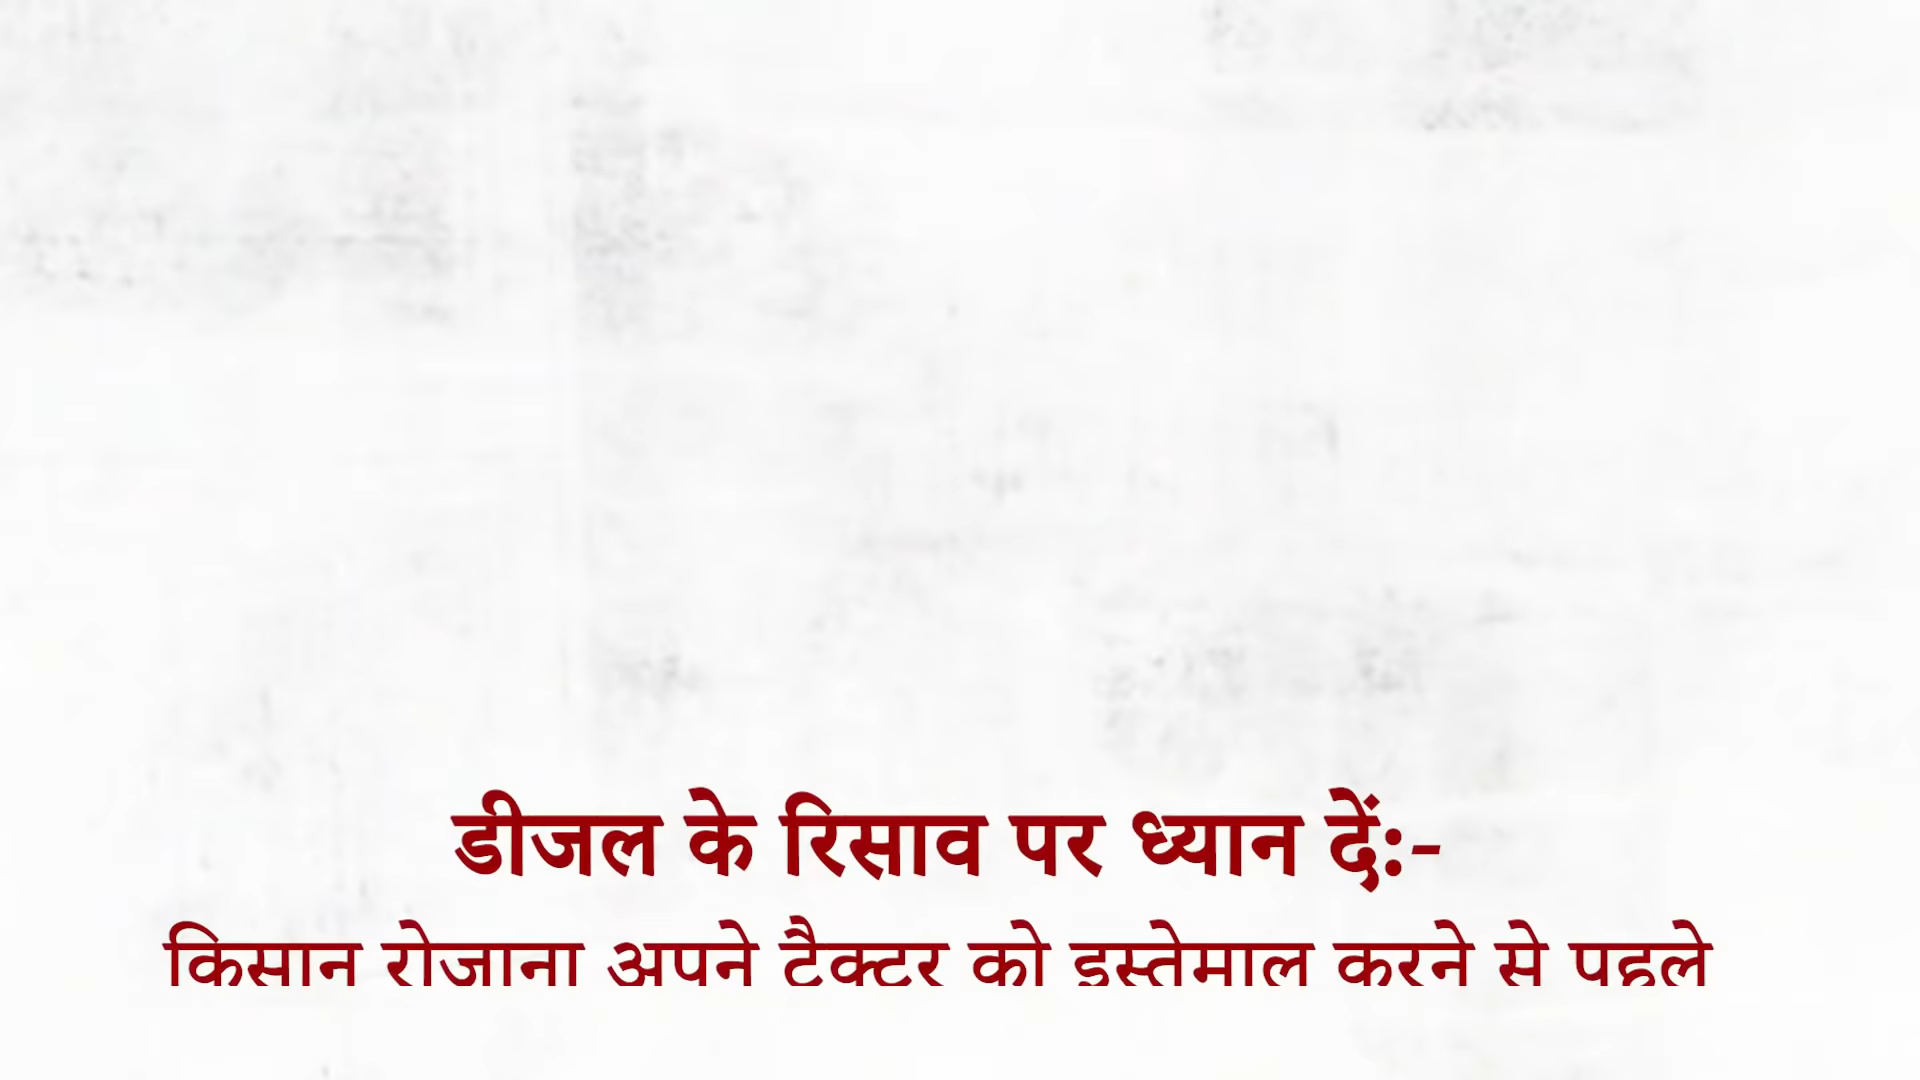 डीजल के रिसाव पर ध्यान दें:-
किसान रोजाना अपने टैक्टर को इस्तेमाल करने से पहले